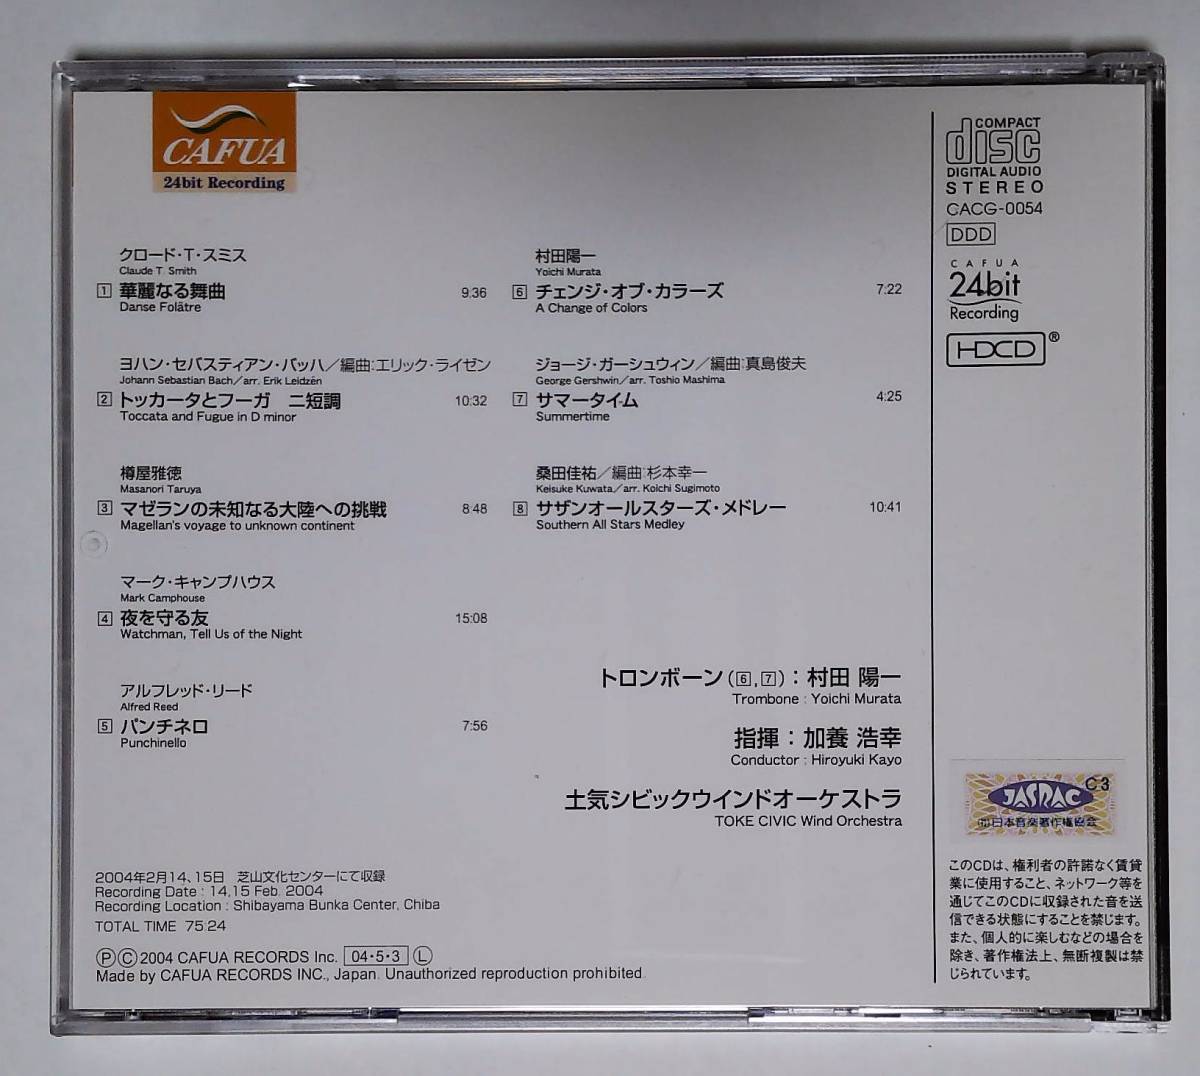 CAFUA
24bit Recording
クロード・T・スミス
Claude T. Smith
1 華麗なる舞曲 9:36
Danse Folâtre
ヨハン・セバスティアン・バッハ／編曲:エリック・ライゼン
Johann Sebastian Bach／arr. Erik Leidzén
2 トッカータとフーガ ニ短調 10:32
Toccata and Fugue in D minor
樽屋雅徳
Masanori Taruya
3 マゼランの未知なる大陸への挑戦 8:48
Magellan's voyage to unknown continent
マーク・キャンプハウス
Mark Camphouse
4 夜を守る友 15:08
Watchman, Tell Us of the Night
アルフレッド・リード
Alfred Reed
5 パンチネロ 7:56
Punchinello
村田陽一
Yoichi Murata
6 チェンジ・オブ・カラーズ 7:22
A Change of Colors
ジョージ・ガーシュウィン／編曲:真島俊夫
George Gershwin／arr. Toshio Mashima
7 サマータイム 4:25
Summertime
桑田佳祐／編曲:杉本幸一
Keisuke Kuwata／arr. Koichi Sugimoto
8 サザンオールスターズ・メドレー 10:41
Southern All Stars Medley
トロンボーン(6,7): 村田 陽一
Trombone : Yoichi Murata
指揮: 加養 浩幸
Conductor : Hiroyuki Kayo
土気シビックウインドオーケストラ
TOKE CIVIC Wind Orchestra
2004年2月14、15日 芝山文化センターにて収録
Recording Date : 14,15 Feb. 2004
Recording Location : Shibayama Bunka Center, Chiba
TOTAL TIME 75:24
ⓅⒸ2004 CAFUA RECORDS Inc. 04・5・3 Ⓛ
Made by CAFUA RECORDS INC., Japan. Unauthorized reproduction prohibited.
COMPACT
disc
DIGITAL AUDIO
STEREO
CACG-0054
DDD
CAFUA
24bit
Recording
HDCD®
C3
JASRAC
㈳日本音楽著作権協会
このCDは、権利者の許諾なく賃貸
業に使用すること、ネットワーク等を
通じてこのCDに収録された音を送
信できる状態にすることを禁じます。
また、個人的に楽しむなどの場合を
除き、著作権法上、無断複製は禁
じられています。